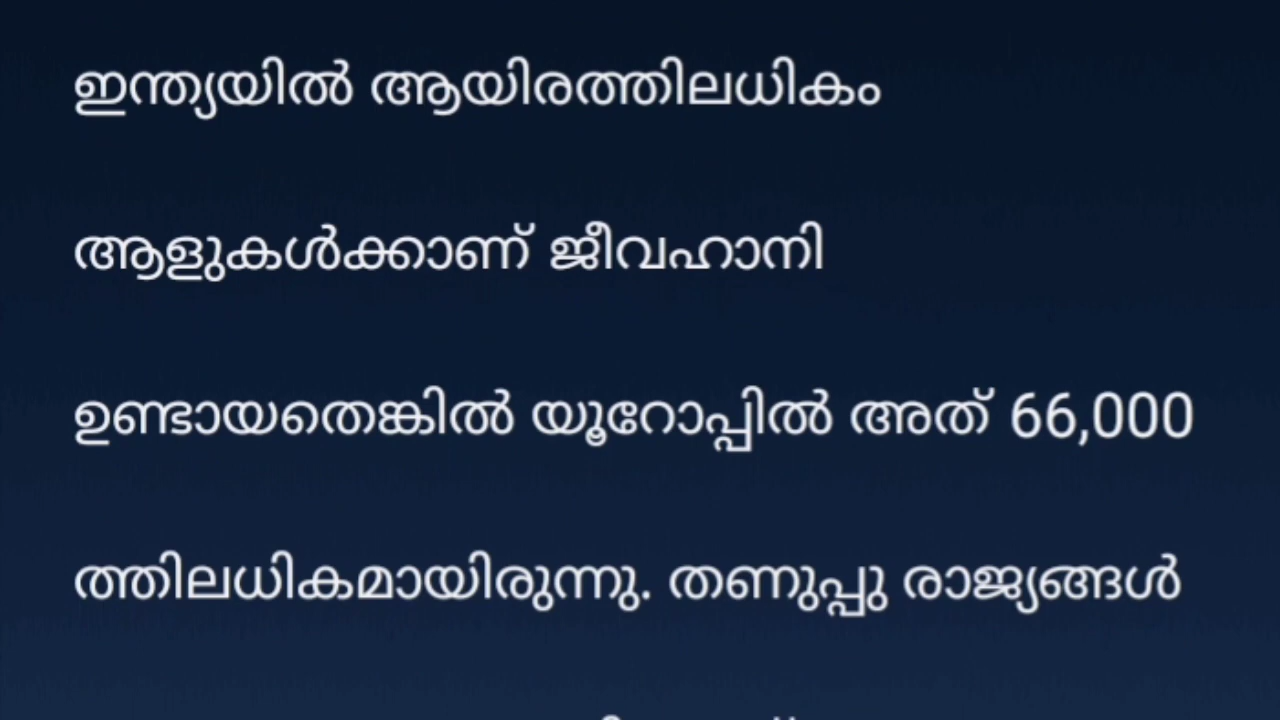 ഇന്ത്യയിൽ ആയിരത്തിലധികം
ആളുകൾക്കാണ് ജീവഹാനി
ഉണ്ടായതെങ്കിൽ യൂറോപ്പിൽ അത് 66,000
ത്തിലധികമായിരുന്നു. തണുപ്പു രാജ്യങ്ങൾ